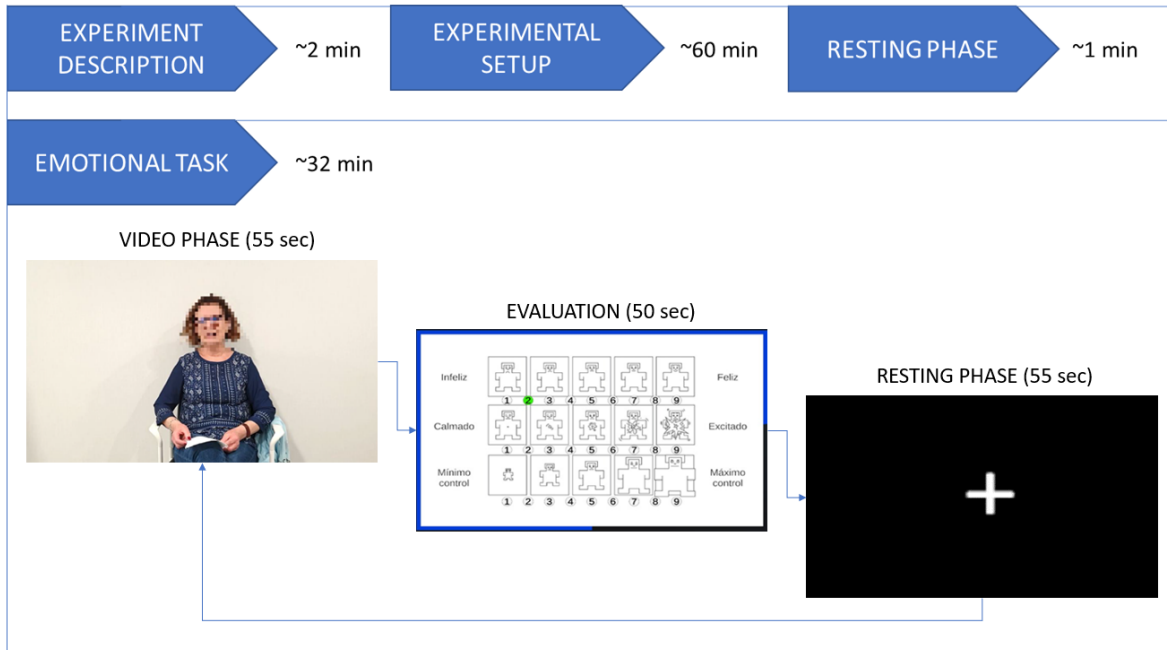 EXPERIMENT
DESCRIPTION
~2 min
EXPERIMENTAL
SETUP
~60 min
RESTING PHASE
~1 min
EMOTIONAL TASK
~32 min
VIDEO PHASE (55 sec)
EVALUATION (50 sec)
Infeliz
Feliz
1 2 3 4 5 6 7 8 9
Calmado
Excitado
1 2 3 4 5 6 7 8 9
Mínimo
control
Máximo
control
1 2 3 4 5 6 7 8 9
RESTING PHASE (55 sec)